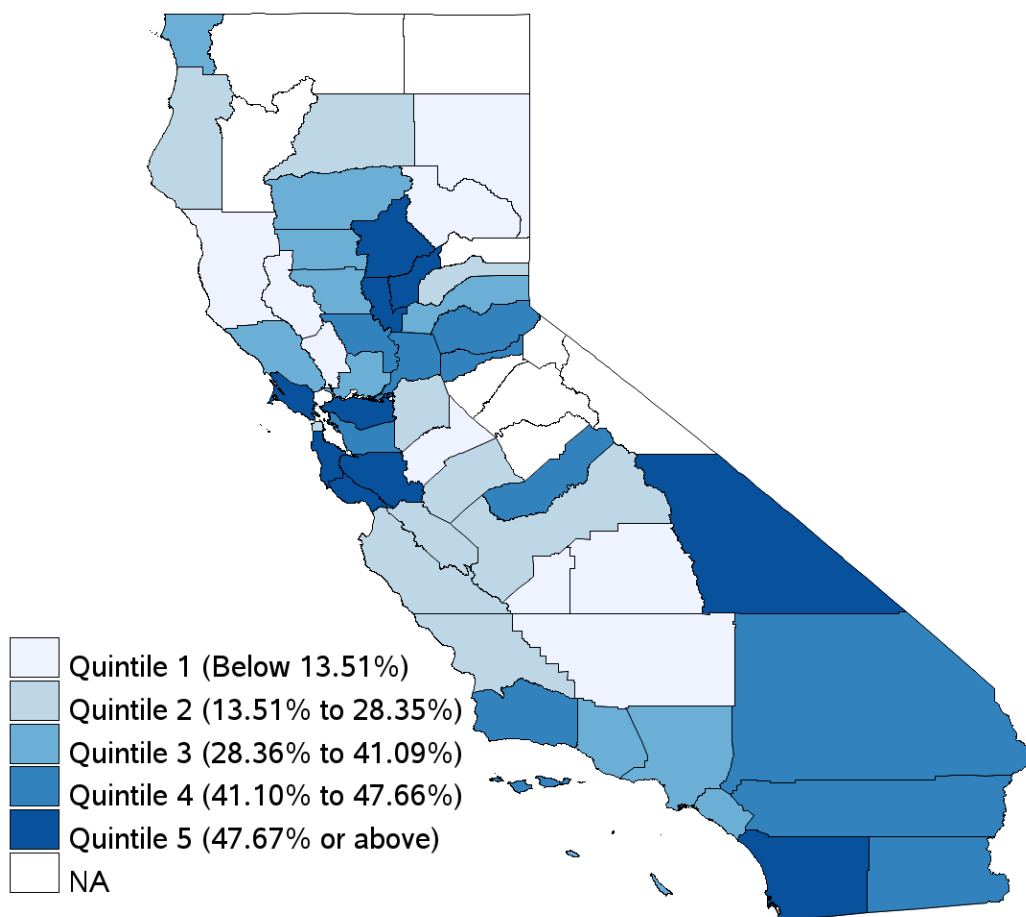 Quintile 1 (Below 13.51%)
Quintile 2 (13.51% to 28.35%)
Quintile 3 (28.36% to 41.09%)
Quintile 4 (41.10% to 47.66%)
Quintile 5 (47.67% or above)
NA